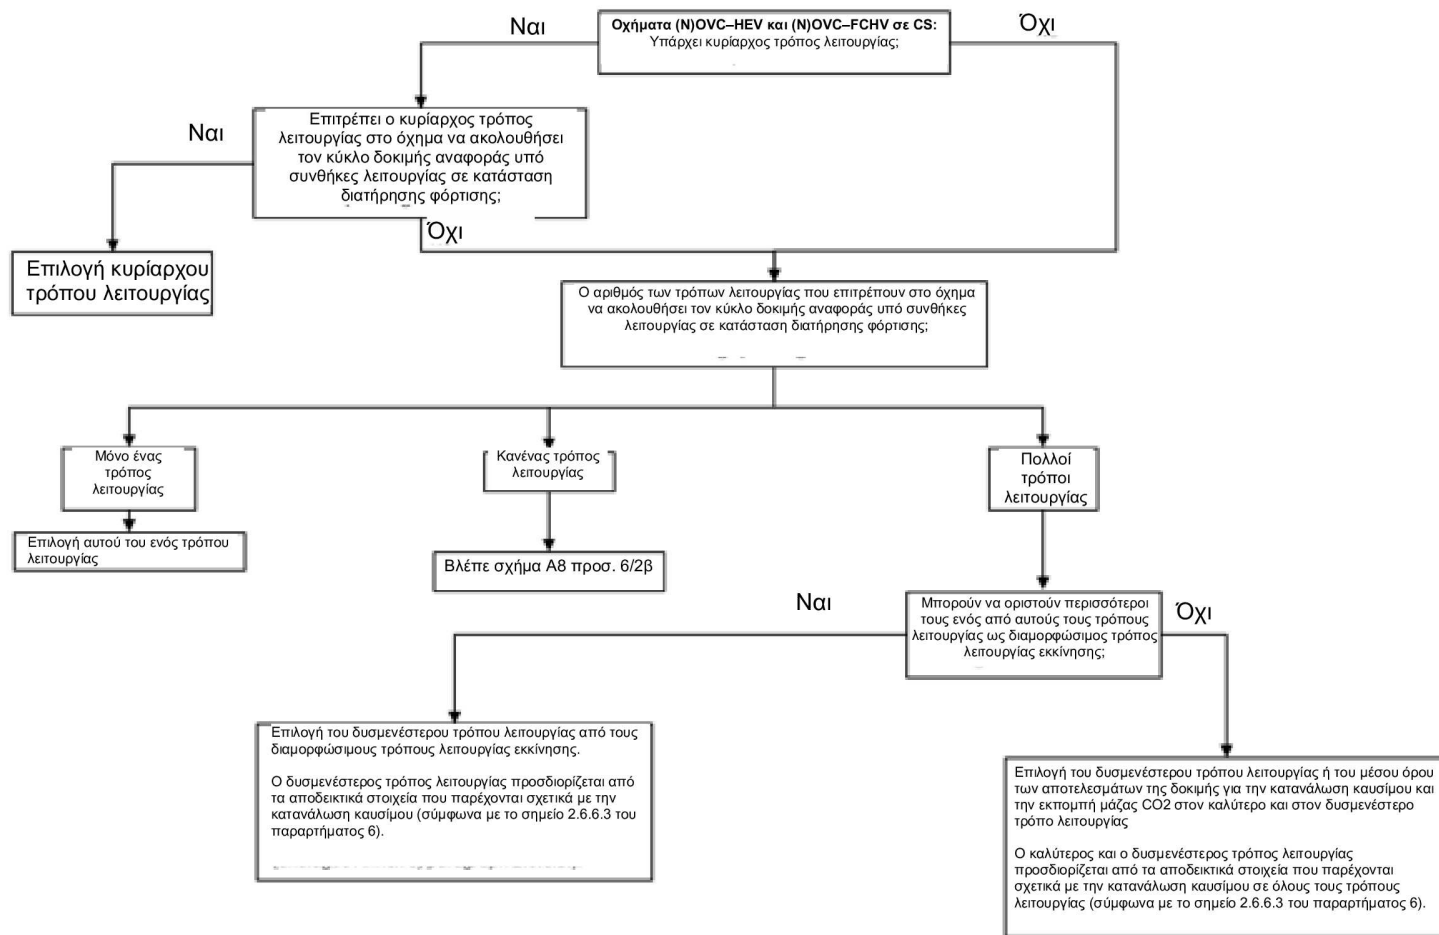 Οχήματα (N)OVC–HEV και (N)OVC–FCHV σε CS:
Υπάρχει κυρίαρχος τρόπος λειτουργίας;
Ναι
Όχι
Επιτρέπει ο κυρίαρχος τρόπος
λειτουργίας στο όχημα να ακολουθήσει
τον κύκλο δοκιμής αναφοράς υπό
συνθήκες λειτουργίας σε κατάσταση
διατήρησης φόρτισης;
Ναι
Όχι
Επιλογή κυρίαρχου
τρόπου λειτουργίας
Ο αριθμός των τρόπων λειτουργίας που επιτρέπουν στο όχημα
να ακολουθήσει τον κύκλο δοκιμής αναφοράς υπό συνθήκες
λειτουργίας σε κατάσταση διατήρησης φόρτισης;
Μόνο ένας
τρόπος
λειτουργίας
Κανένας τρόπος
λειτουργίας
Πολλοί
τρόποι
λειτουργίας
Επιλογή αυτού του ενός τρόπου
λειτουργίας
Βλέπε σχήμα A8 προσ. 6/2β
Μπορούν να οριστούν περισσότεροι
τους ενός από αυτούς τους τρόπους
λειτουργίας ως διαμορφώσιμος τρόπος
λειτουργίας εκκίνησης;
Ναι
Όχι
Επιλογή του δυσμενέστερου τρόπου λειτουργίας από τους
διαμορφώσιμους τρόπους λειτουργίας εκκίνησης.
Ο δυσμενέστερος τρόπος λειτουργίας προσδιορίζεται από
τα αποδεικτικά στοιχεία που παρέχονται σχετικά με την
κατανάλωση καυσίμου (σύμφωνα με το σημείο 2.6.6.3 του
παραρτήματος 6).
Επιλογή του δυσμενέστερου τρόπου λειτουργίας ή του μέσου όρου
των αποτελεσμάτων της δοκιμής για την κατανάλωση καυσίμου και
την εκπομπή μάζας CO2 στον καλύτερο και στον δυσμενέστερο
τρόπο λειτουργίας
Ο καλύτερος και ο δυσμενέστερος τρόπος λειτουργίας
προσδιορίζεται από τα αποδεικτικά στοιχεία που παρέχονται
σχετικά με την κατανάλωση καυσίμου σε όλους τους τρόπους
λειτουργίας (σύμφωνα με το σημείο 2.6.6.3 του παραρτήματος 6).